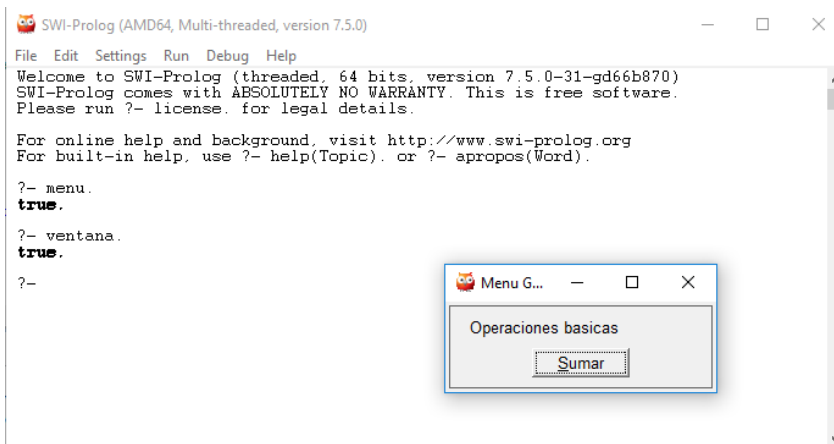 SWI-Prolog (AMD64, Multi-threaded, version 7.5.0)
File Edit Settings Run Debug Help
Welcome to SWI-Prolog (threaded, 64 bits, version 7.5.0-31-gd66b870)
SWI-Prolog comes with ABSOLUTELY NO WARRANTY. This is free software.
Please run ?- license. for legal details.
For online help and background, visit http://www.swi-prolog.org
For built-in help, use ?- help(Topic). or ?- apropos(Word).
?- menu.
true.
?- ventana.
true.
?-
Menu G...
Operaciones basicas
Sumar